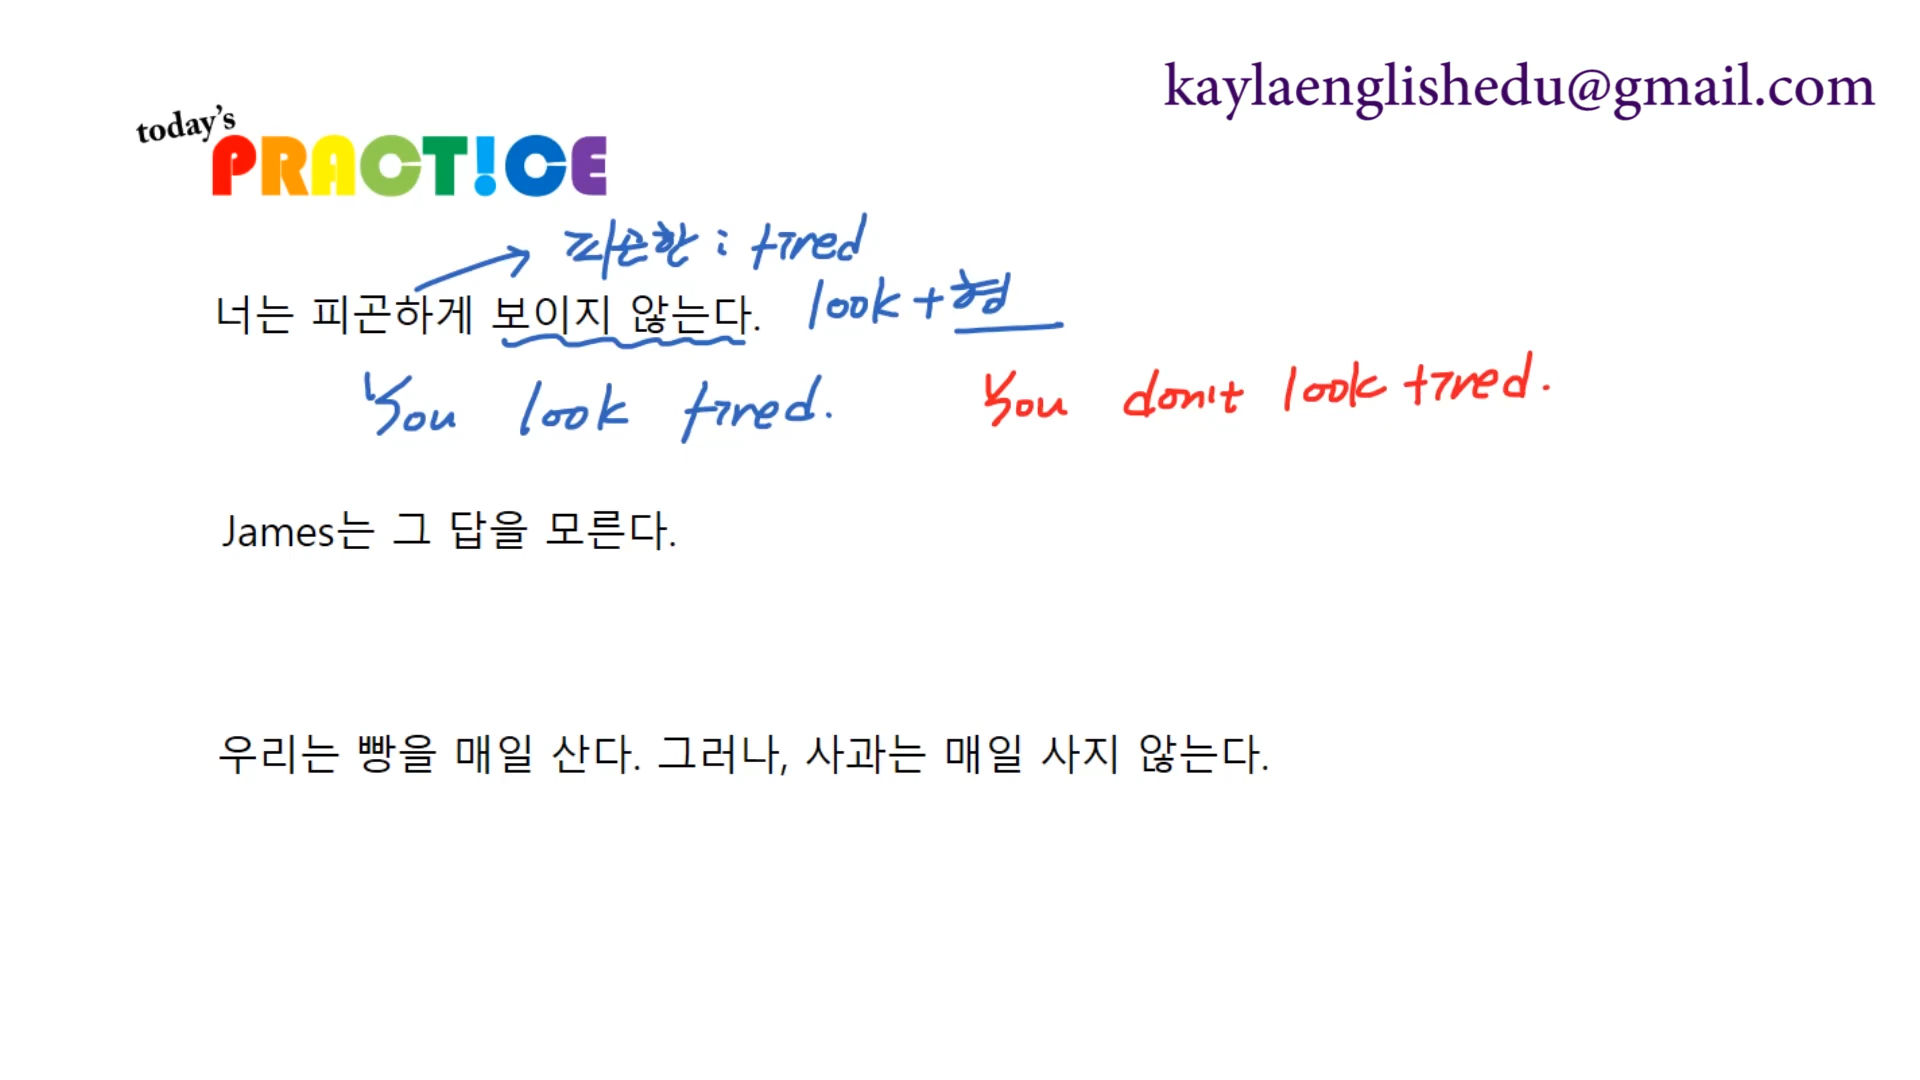 kaylaenglishedu@gmail.com
today's
PRACT!CE
피곤한 : tired
너는 피곤하게 보이지 않는다. look + 형
You look tired. You don't look tired.
James는 그 답을 모른다.
우리는 빵을 매일 산다. 그러나, 사과는 매일 사지 않는다.